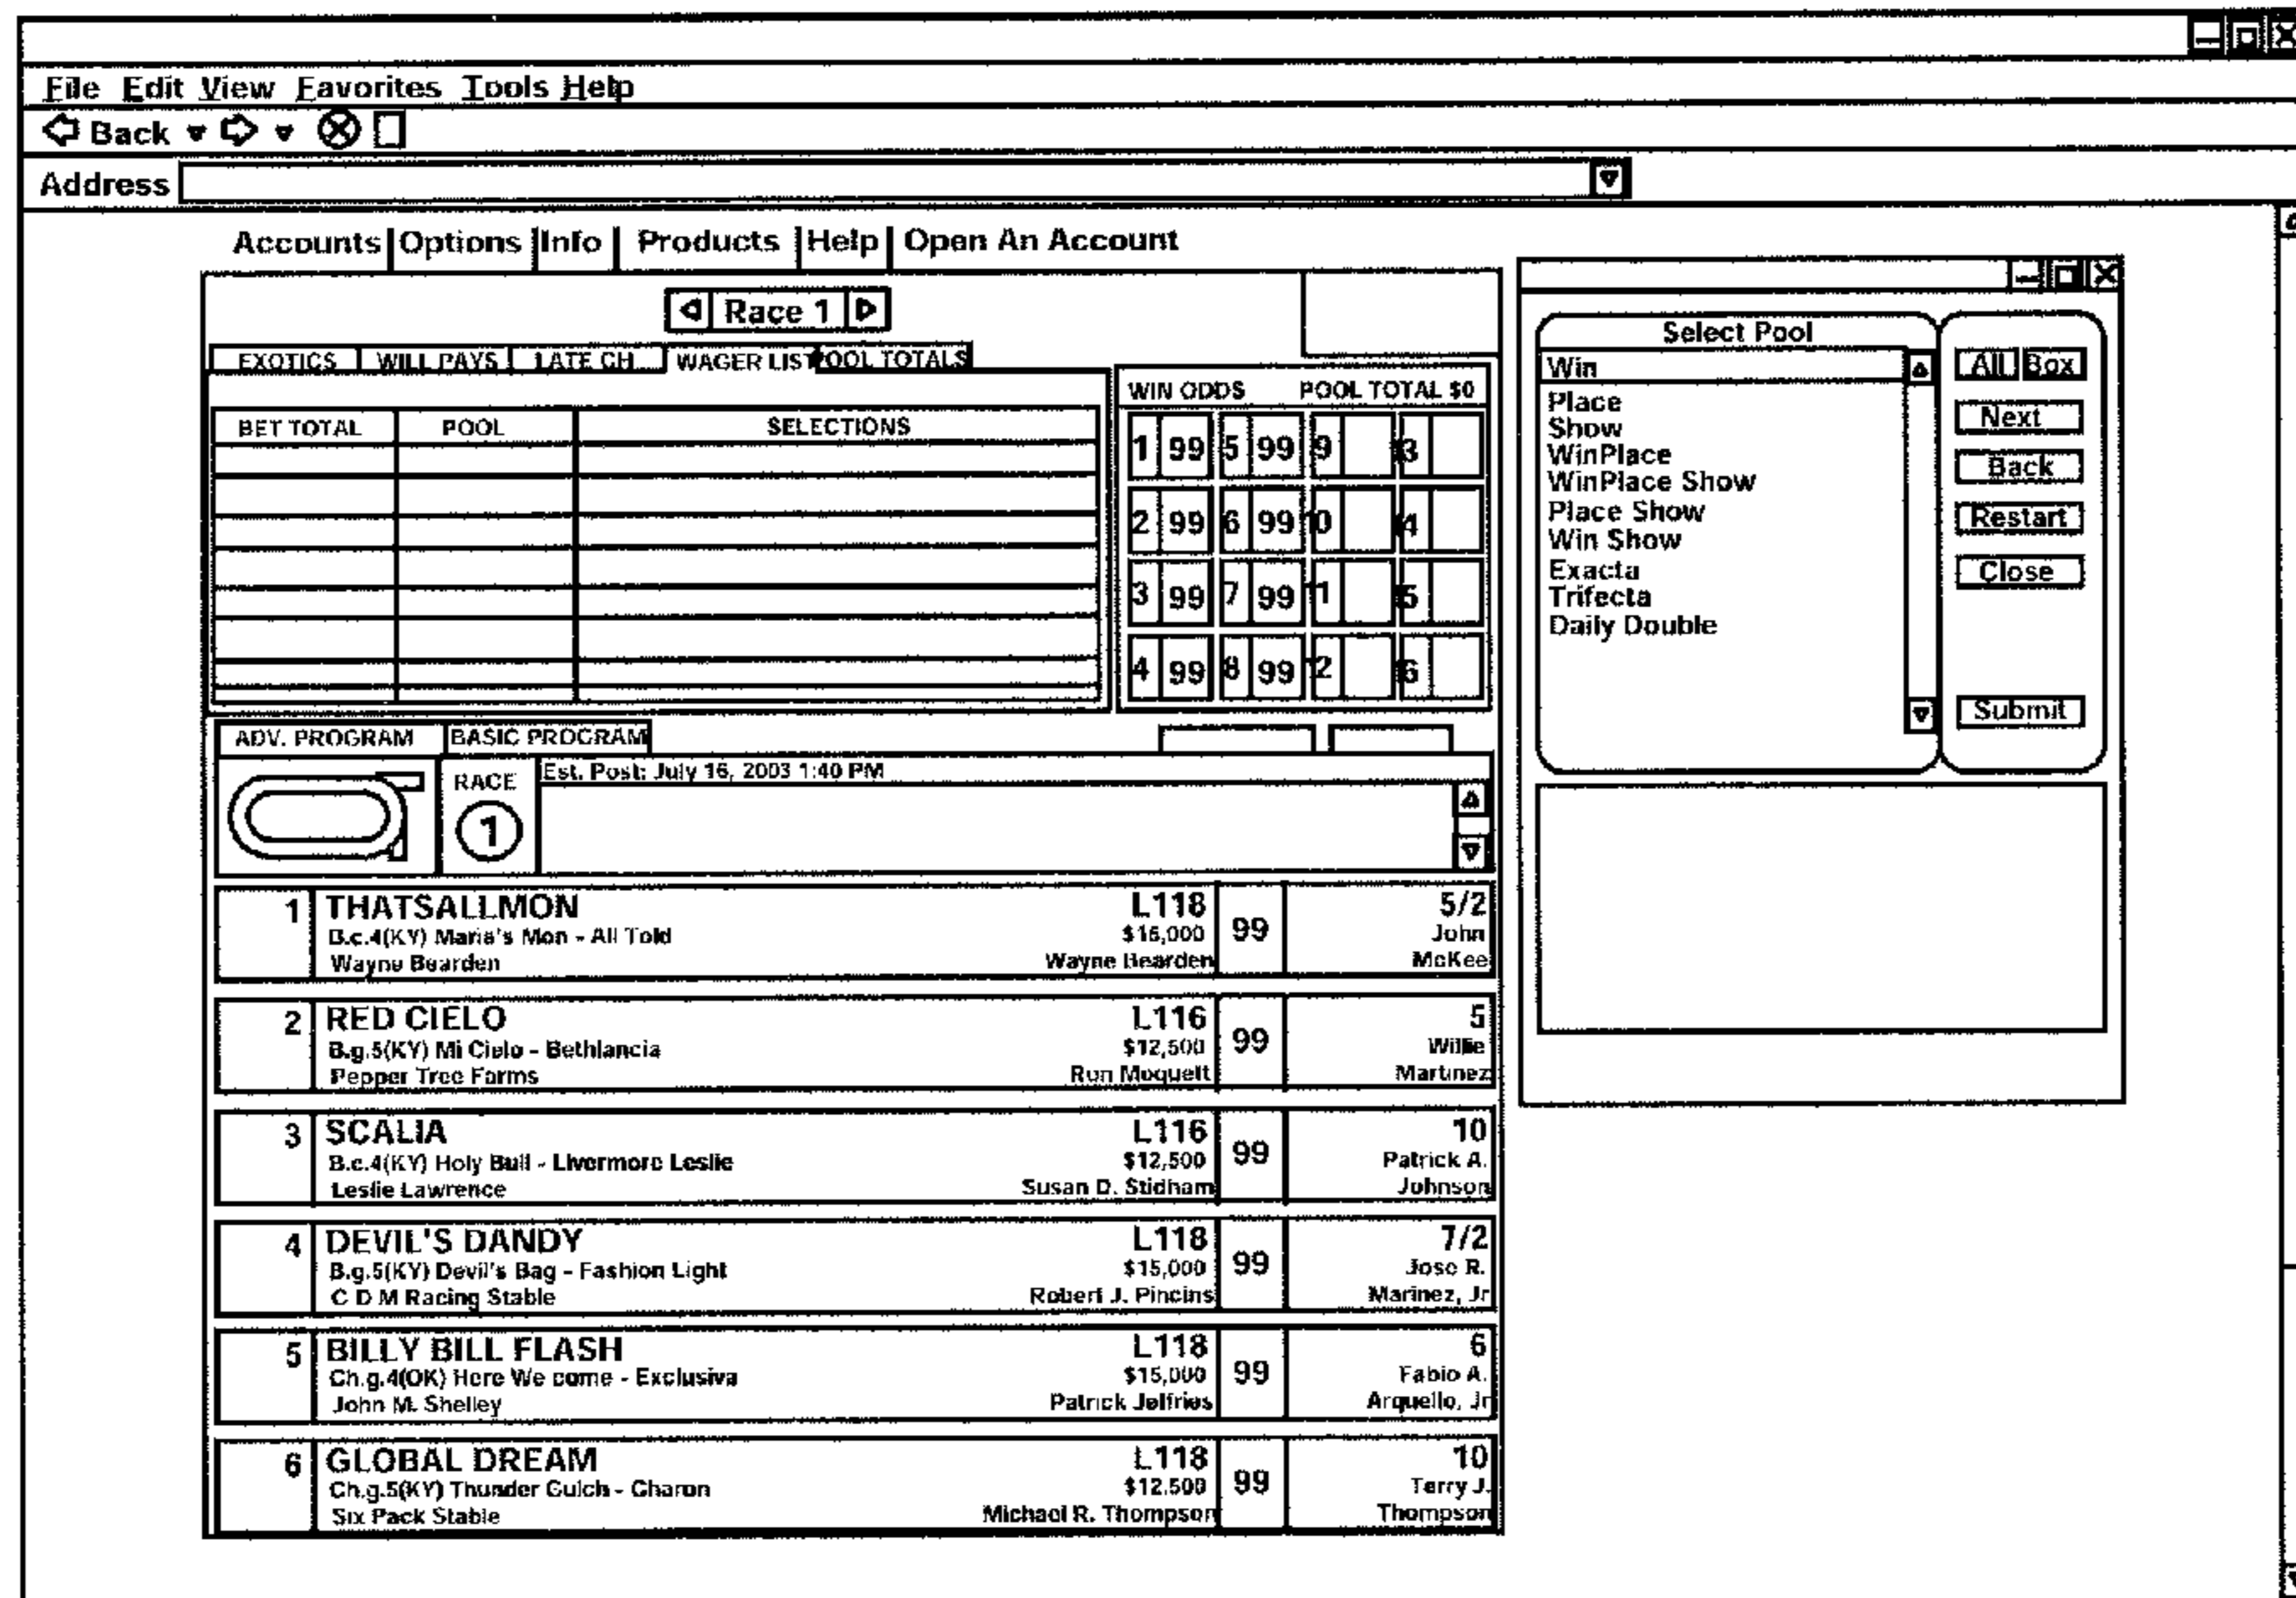 File Edit View Favorites Tools Help
Back
Address
Accounts Options Info Products Help Open An Account
Race 1
EXOTICS WILL PAYS LATE CH WAGER LIST POOL TOTALS
BET TOTAL POOL SELECTIONS
WIN ODDS POOL TOTAL $0
1 99 5 99 9 13
2 99 6 99 10 14
3 99 7 99 11 15
4 99 8 99 12 16
ADV. PROGRAM BASIC PROGRAM
RACE
1
Est. Post: July 16, 2003 1:40 PM
1 THATSALLMON L118 99 5/2
B.c.4(KY) Maria's Mon - All Told $15,000 John
Wayne Bearden Wayne Bearden McKee
2 RED CIELO L116 99 5
B.g.5(KY) Mi Cielo - Bethlancia $12,500 Willie
Pepper Tree Farms Ron Moquett Martinez
3 SCALIA L116 99 10
B.c.4(KY) Holy Bull - Livermore Leslie $12,500 Patrick A.
Leslie Lawrence Susan D. Stidham Johnson
4 DEVIL'S DANDY L118 99 7/2
B.g.5(KY) Devil's Bag - Fashion Light $15,000 Jose R.
C D M Racing Stable Robert J. Pincins Marinez, Jr
5 BILLY BILL FLASH L118 99 6
Ch.g.4(OK) Here We come - Exclusiva $15,000 Fabio A.
John M. Shelley Patrick Jelfries Arquello, Jr
6 GLOBAL DREAM L118 99 10
Ch.g.5(KY) Thunder Gulch - Charon $12,500 Terry J.
Six Pack Stable Michael R. Thompson Thompson
Select Pool
Win
Place
Show
WinPlace
WinPlace Show
Place Show
Win Show
Exacta
Trifecta
Daily Double
All Box
Next
Back
Restart
Close
Submit